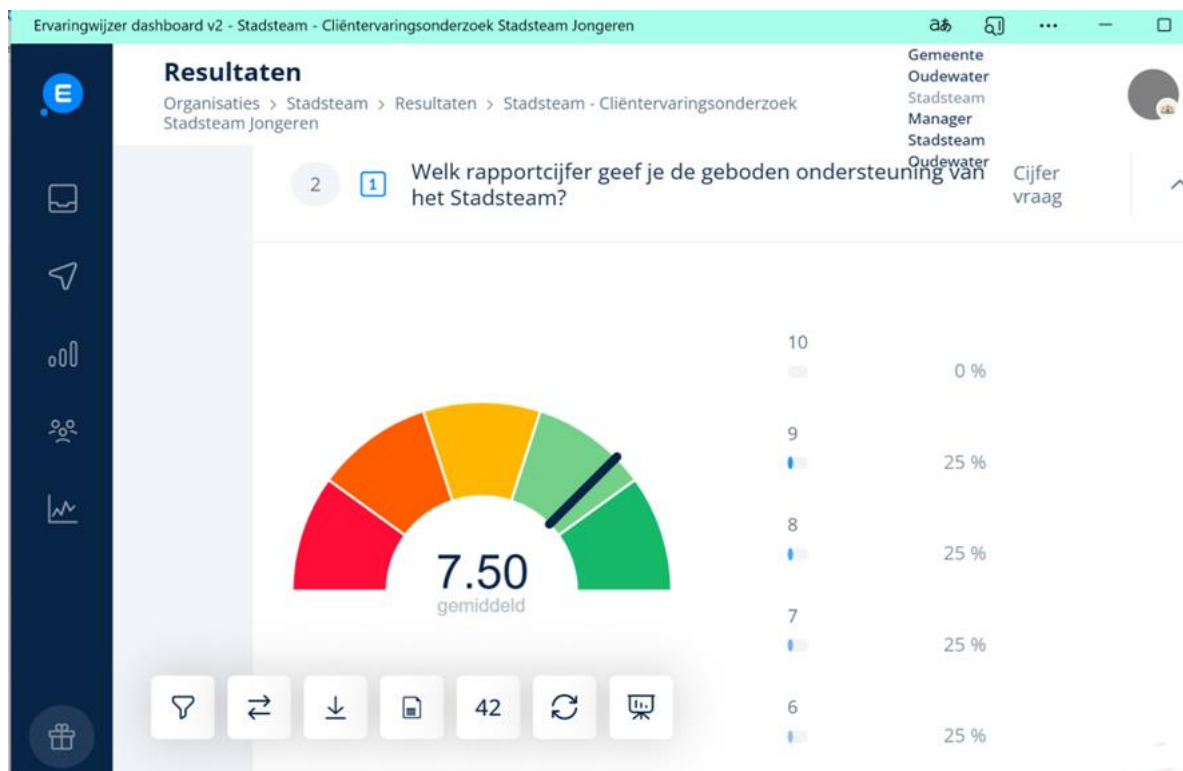 Ervaringwijzer dashboard v2 - Stadsteam - Cliëntervaringsonderzoek Stadsteam Jongeren
aあ
E
Resultaten
Organisaties > Stadsteam > Resultaten > Stadsteam - Cliëntervaringsonderzoek
Stadsteam Jongeren
Gemeente
Oudewater
Stadsteam
Manager
Stadsteam
Oudewater
2
1
Welk rapportcijfer geef je de geboden ondersteuning van
het Stadsteam?
Cijfer
vraag
7.50
gemiddeld
10
0 %
9
25 %
8
25 %
7
25 %
6
25 %
42